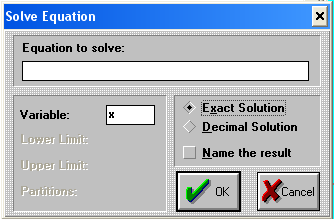 Solve Equation
Equation to solve:
Variable: x
Lower Limit:
Upper Limit:
Partitions:
Exact Solution
Decimal Solution
Name the result
OK
Cancel